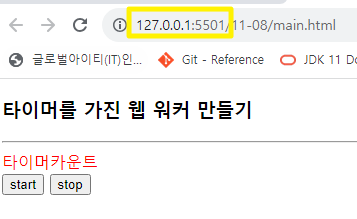 127.0.0.1:5501/11-08/main.html
글로벌아이티(IT)인... Git - Reference JDK 11 Do
타이머를 가진 웹 워커 만들기
타이머카운트
start stop